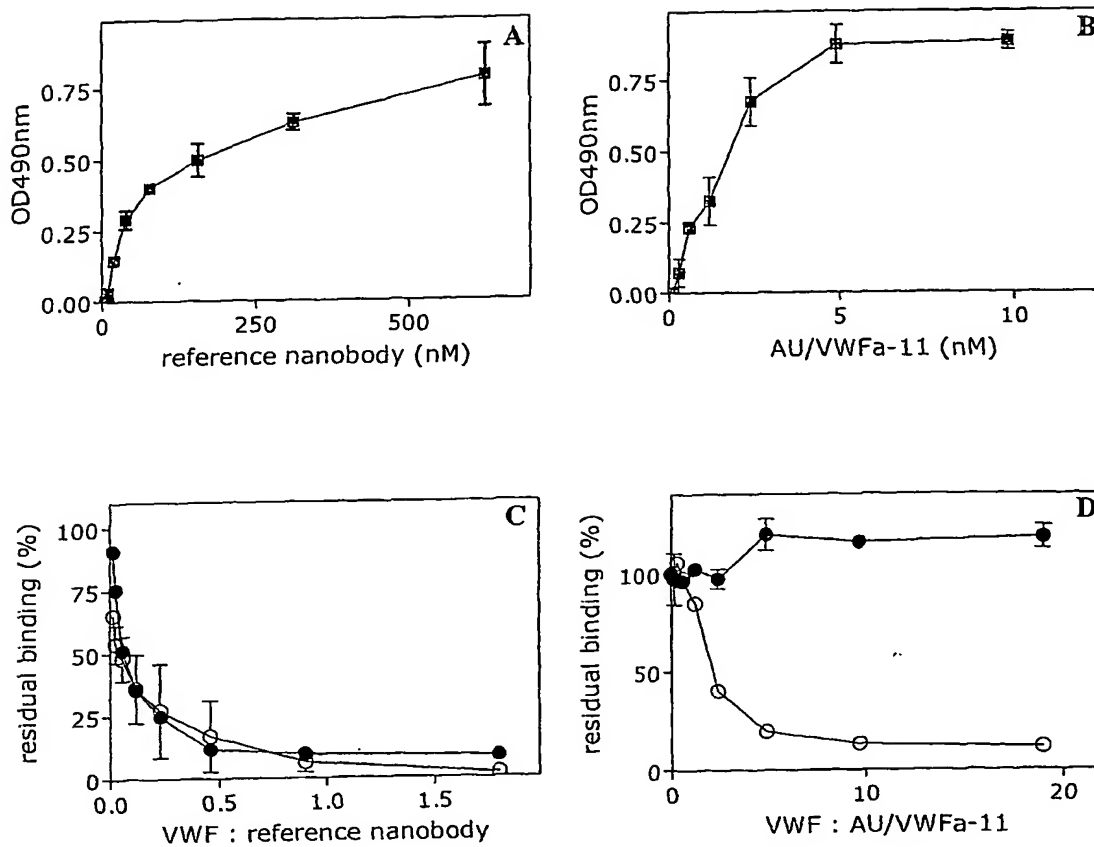 A
OD490nm
0.75
0.50
0.25
0.00
0
250
500
reference nanobody (nM)
B
OD490nm
0.75
0.50
0.25
0.00
0
5
10
AU/VWFa-11 (nM)
C
residual binding (%)
100
75
50
25
0
0.0
0.5
1.0
1.5
VWF : reference nanobody
D
residual binding (%)
100
50
0
0
10
20
VWF : AU/VWFa-11